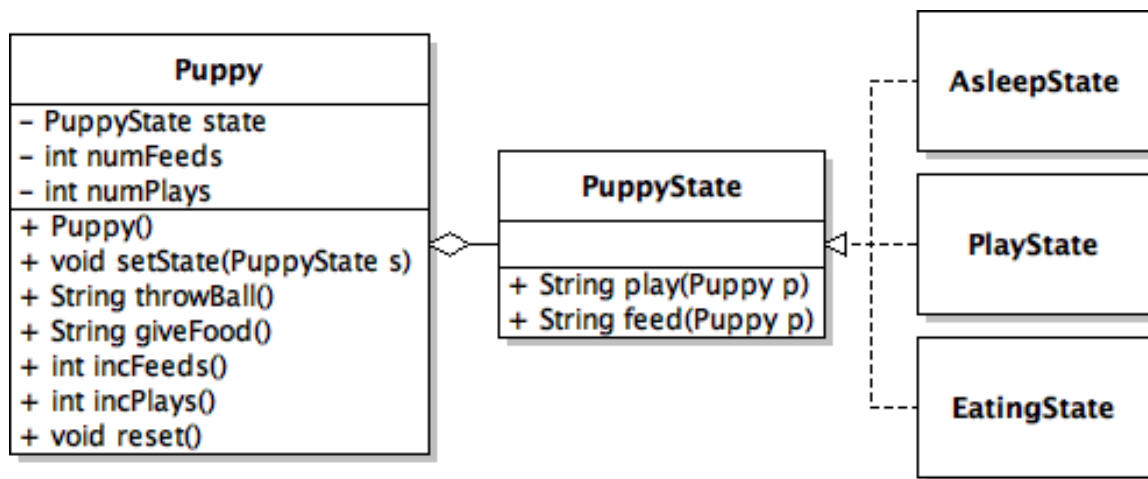 Puppy
- PuppyState state
- int numFeeds
- int numPlays
+ Puppy()
+ void setState(PuppyState s)
+ String throwBall()
+ String giveFood()
+ int incFeeds()
+ int incPlays()
+ void reset()
PuppyState
+ String play(Puppy p)
+ String feed(Puppy p)
AsleepState
PlayState
EatingState